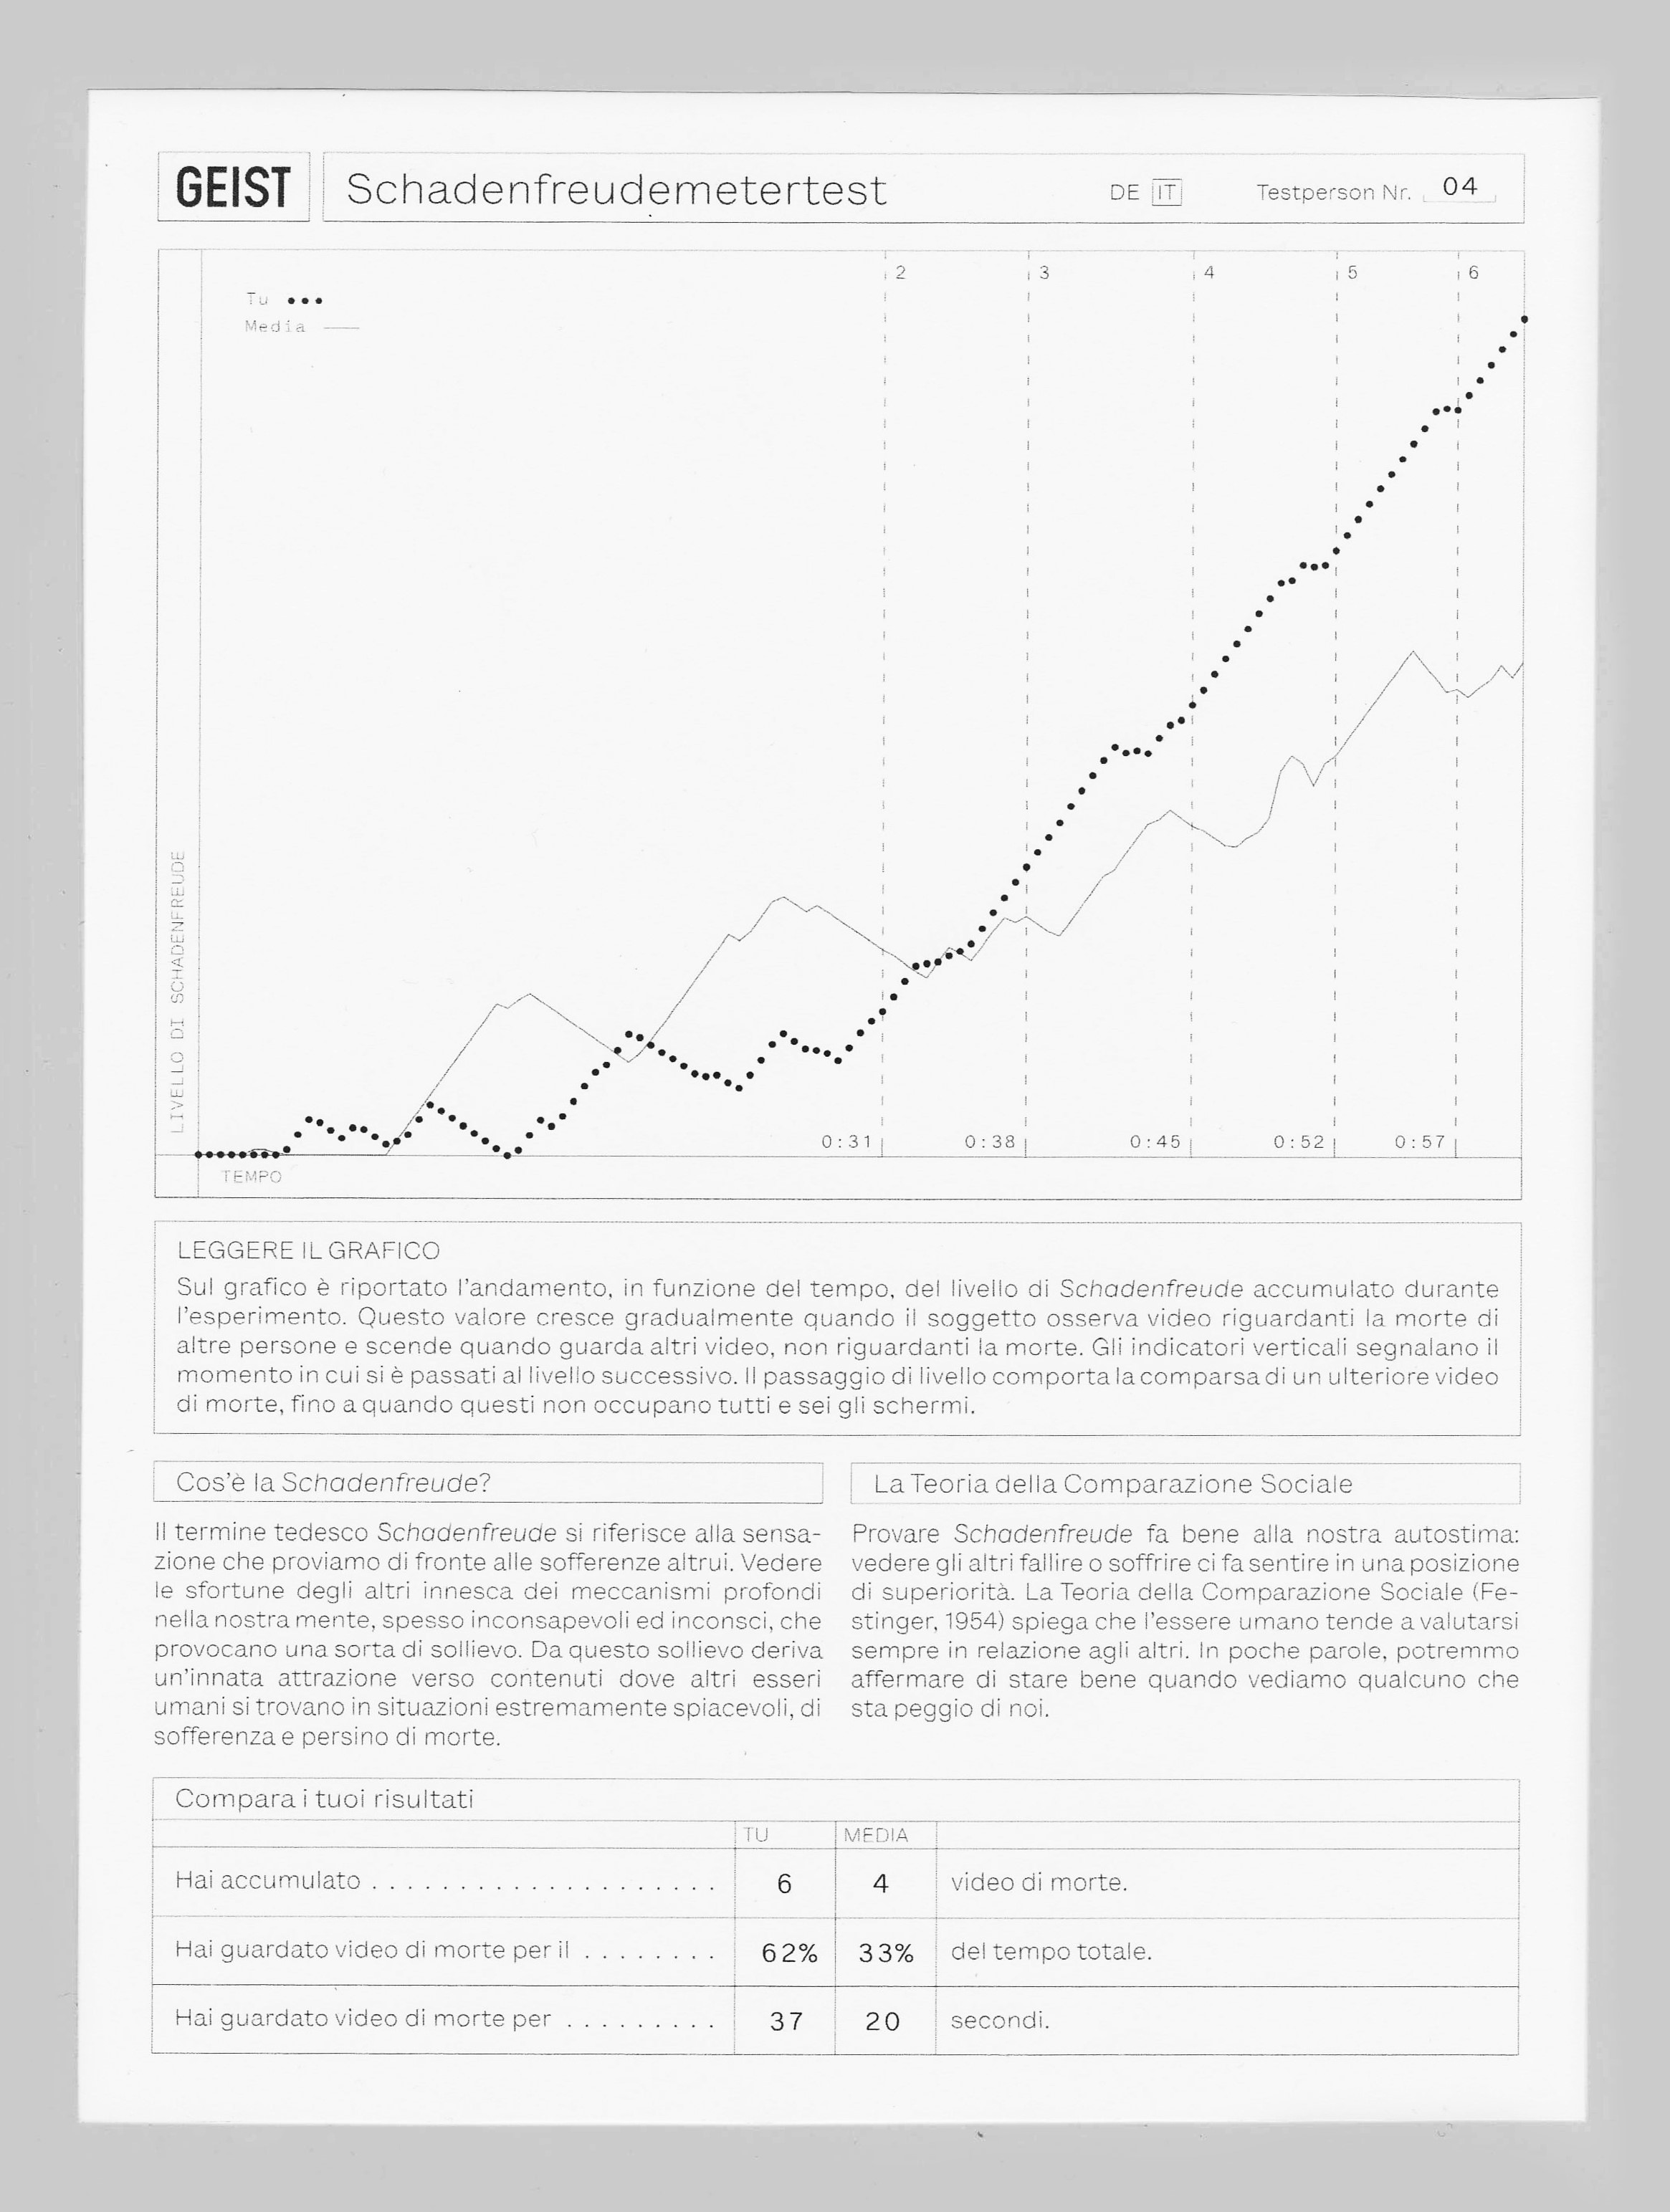 GEIST
Schadenfreudemetertest
DE IT
Testperson Nr. 04
2 3 4 5 6
Tu
Media
LIVELLO DI SCHADENFREUDE
0:31 0:38 0:45 0:52 0:57
TEMPO
LEGGERE IL GRAFICO
Sul grafico è riportato l'andamento, in funzione del tempo, del livello di Schadenfreude accumulato durante
l'esperimento. Questo valore cresce gradualmente quando il soggetto osserva video riguardanti la morte di
altre persone e scende quando guarda altri video, non riguardanti la morte. Gli indicatori verticali segnalano il
momento in cui si è passati al livello successivo. Il passaggio di livello comporta la comparsa di un ulteriore video
di morte, fino a quando questi non occupano tutti e sei gli schermi.
Cos'è la Schadenfreude?
Il termine tedesco Schadenfreude si riferisce alla sensa-
zione che proviamo di fronte alle sofferenze altrui. Vedere
le sfortune degli altri innesca dei meccanismi profondi
nella nostra mente, spesso inconsapevoli ed inconsci, che
provocano una sorta di sollievo. Da questo sollievo deriva
un'innata attrazione verso contenuti dove altri esseri
umani si trovano in situazioni estremamente spiacevoli, di
sofferenza e persino di morte.
La Teoria della Comparazione Sociale
Provare Schadenfreude fa bene alla nostra autostima:
vedere gli altri fallire o soffrire ci fa sentire in una posizione
di superiorità. La Teoria della Comparazione Sociale (Fe-
stinger, 1954) spiega che l'essere umano tende a valutarsi
sempre in relazione agli altri. In poche parole, potremmo
affermare di stare bene quando vediamo qualcuno che
sta peggio di noi.
Compara i tuoi risultati
TU MEDIA
Hai accumulato . . . . . . . . . . . . . . . . . . . . 6 4 video di morte.
Hai guardato video di morte per il . . . . . . . . 62% 33% del tempo totale.
Hai guardato video di morte per . . . . . . . . . 37 20 secondi.